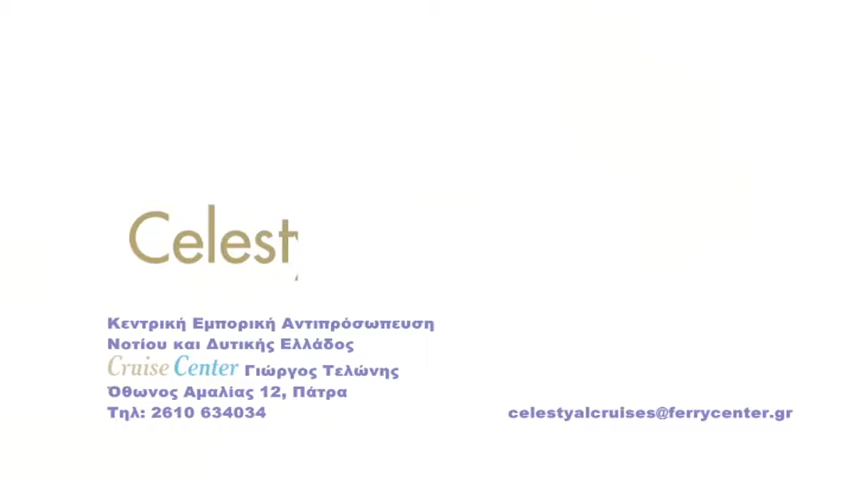 Celesty
Κεντρική Εμπορική Αντιπρόσωπευση
Νοτίου και Δυτικής Ελλάδος
Cruise Center Γιώργος Τελώνης
Όθωνος Αμαλίας 12, Πάτρα
Τηλ: 2610 634034
celestyalcruises@ferrycenter.gr